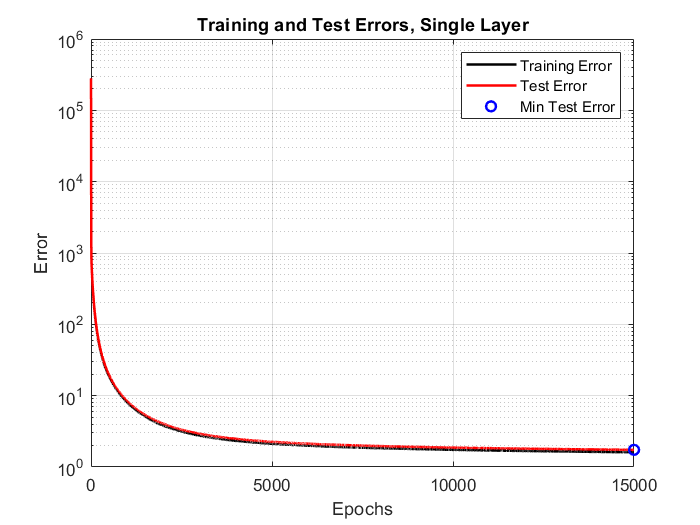 Training and Test Errors, Single Layer
10^6
10^5
10^4
10^3
10^2
10^1
10^0
Error
Training Error
Test Error
Min Test Error
0 5000 10000 15000
Epochs